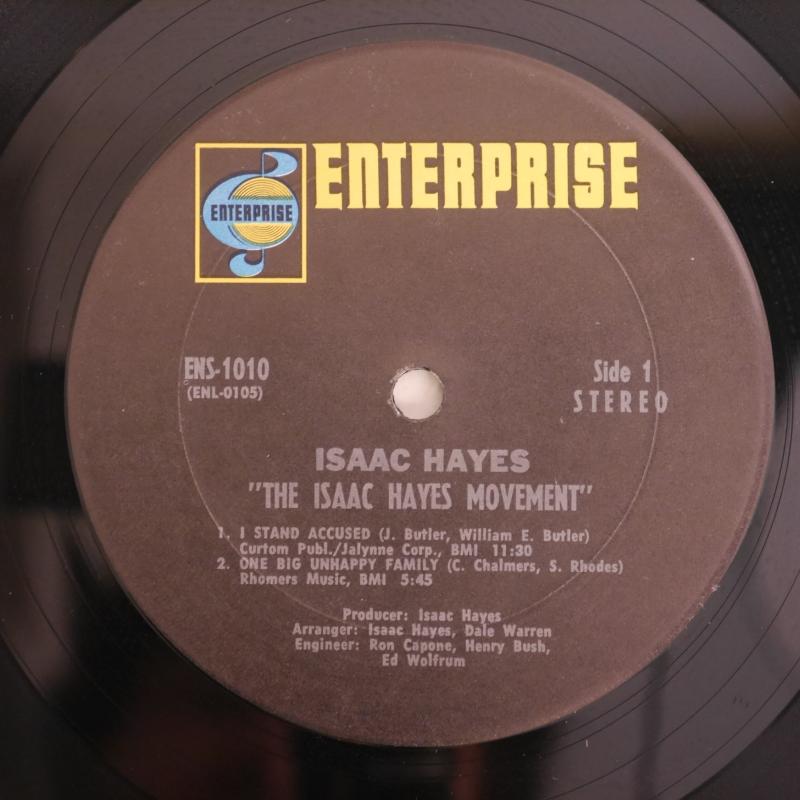 ENTERPRISE
ENTERPRISE
ENS-1010
(ENL-0105)
Side 1
STEREO
ISAAC HAYES
"THE ISAAC HAYES MOVEMENT"
1. I STAND ACCUSED (J. Butler, William E. Butler)
Curtom Publ./Jalynne Corp., BMI 11:30
2. ONE BIG UNHAPPY FAMILY (C. Chalmers, S. Rhodes)
Rhomers Music, BMI 5:45
Producer: Isaac Hayes
Arranger: Isaac Hayes, Dale Warren
Engineer: Ron Capone, Henry Bush,
Ed Wolfrum